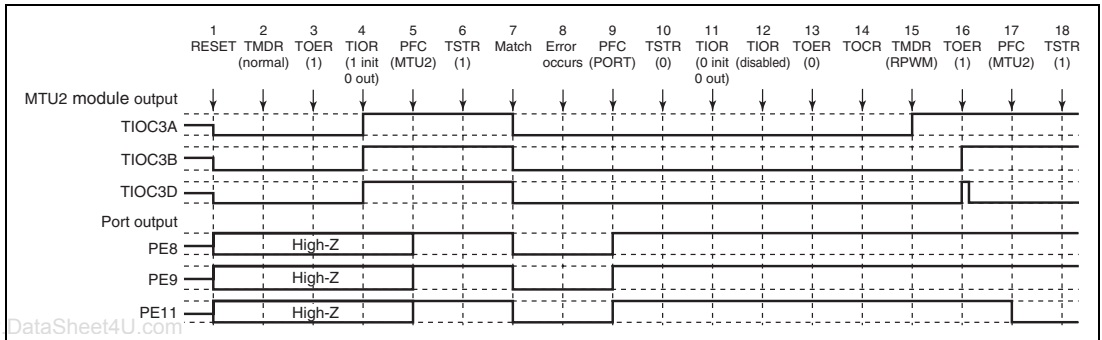 1 2 3 4 5 6 7 8 9 10 11 12 13 14 15 16 17 18
RESET TMDR TOER TIOR PFC TSTR Match Error PFC TSTR TIOR TIOR TOER TOCR TMDR TOER PFC TSTR
(normal) (1) (1 init (MTU2) (1) occurs (PORT) (0) (0 init (disabled) (0) (RPWM) (1) (MTU2) (1)
0 out) 0 out)
MTU2 module output
TIOC3A
TIOC3B
TIOC3D
Port output
PE8 High-Z
PE9 High-Z
PE11 High-Z
DataSheet4U.com